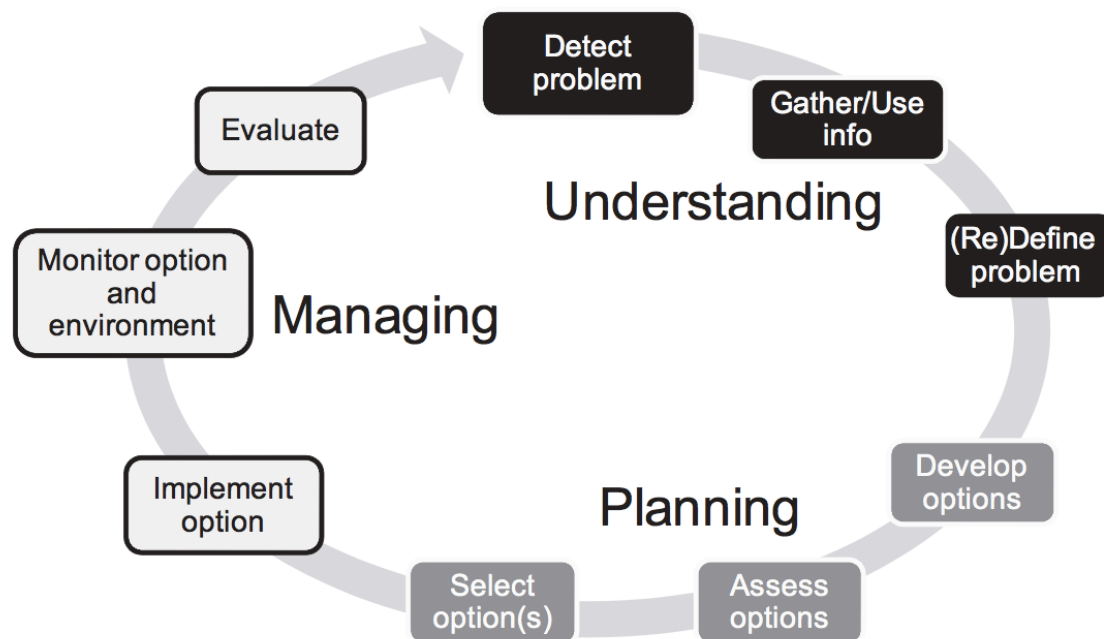 Detect
problem
Gather/Use
info
Understanding
(Re)Define
problem
Develop
options
Planning
Assess
options
Select
option(s)
Implement
option
Managing
Monitor option
and
environment
Evaluate